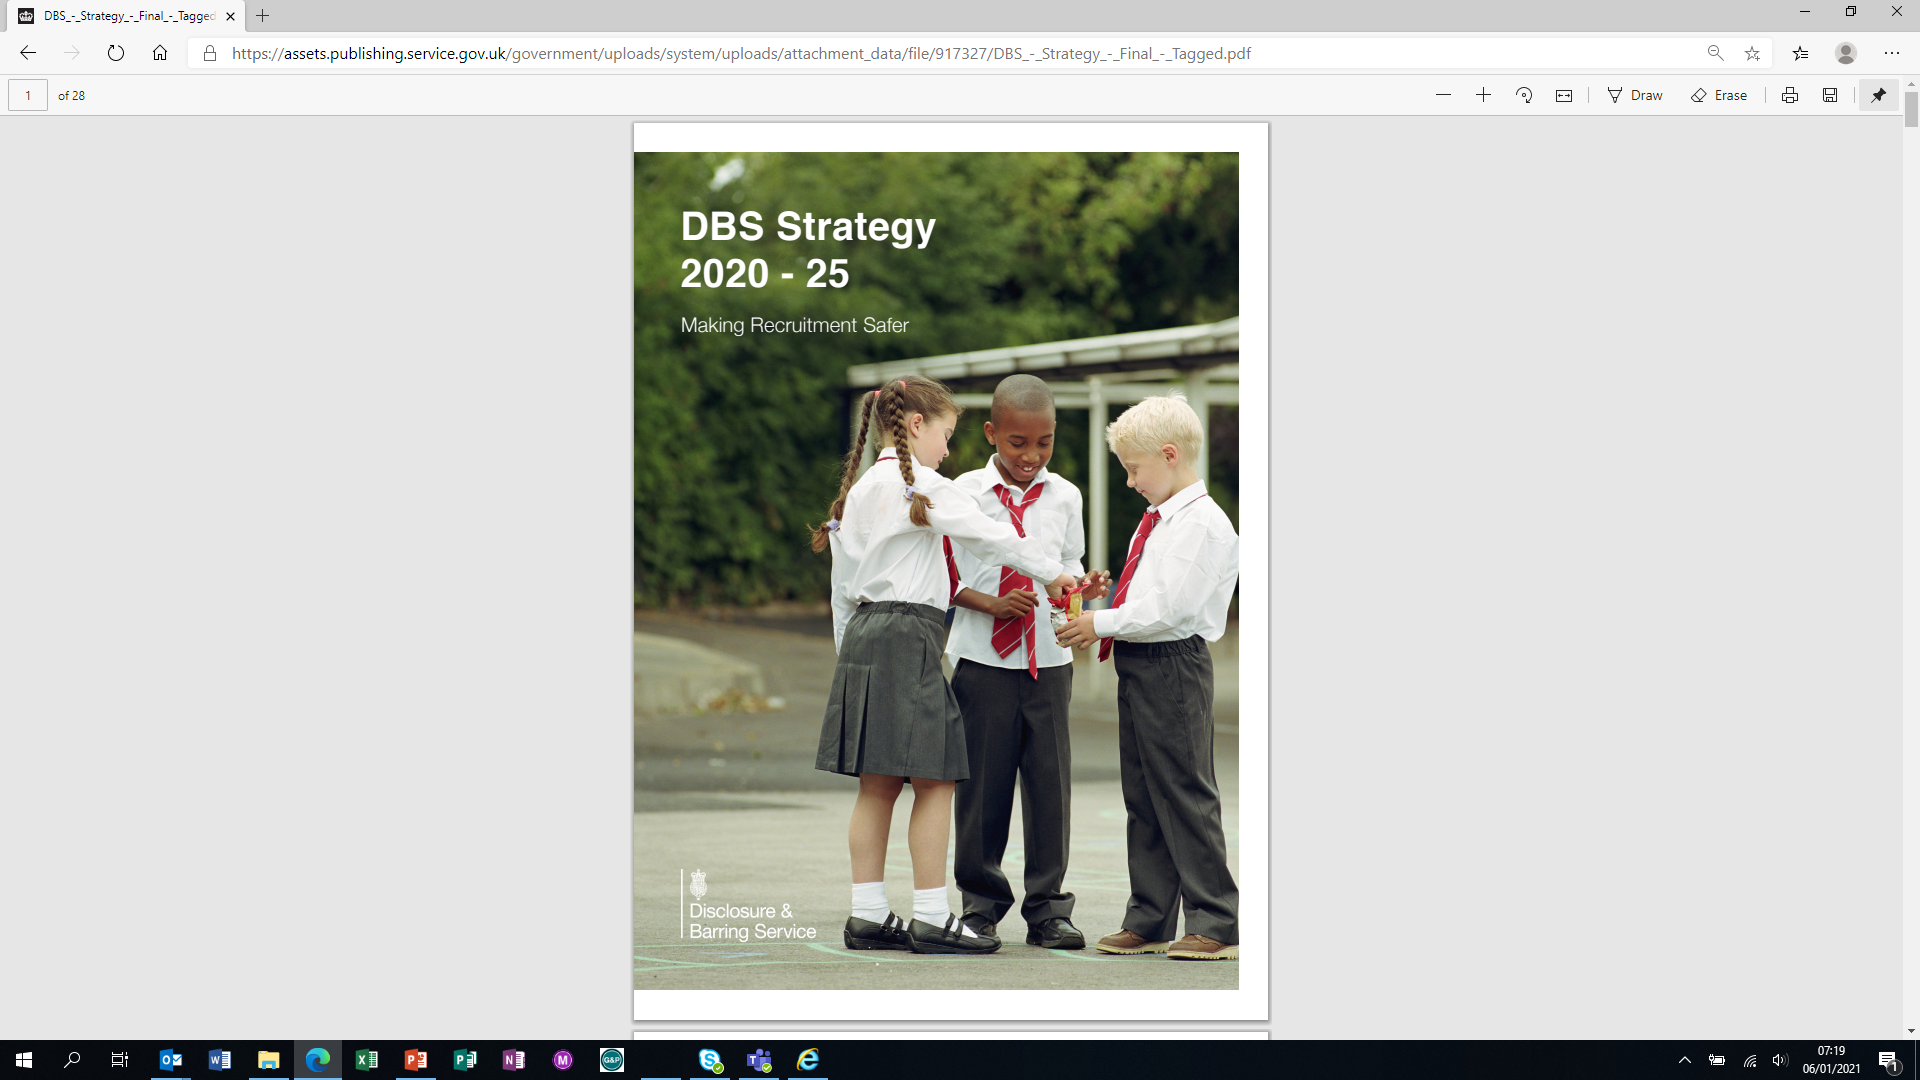 DBS_-_Strategy_-_Final_-_Tagged
https://assets.publishing.service.gov.uk/government/uploads/system/uploads/attachment_data/file/917327/DBS_-_Strategy_-_Final_-_Tagged.pdf
1 of 28
Draw
Erase
DBS Strategy
2020 - 25
Making Recruitment Safer
Disclosure &
Barring Service
G&P
07:19
06/01/2021
1